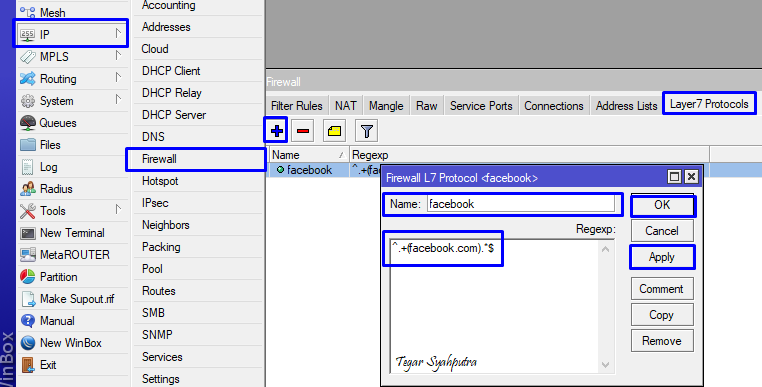 Mesh
IP
MPLS
Routing
System
Queues
Files
Log
Radius
Tools
New Terminal
MetaROUTER
Partition
Make Supout.rif
Manual
New WinBox
Exit
WinBox
Accounting
Addresses
Cloud
DHCP Client
DHCP Relay
DHCP Server
DNS
Firewall
Hotspot
IPsec
Neighbors
Packing
Pool
Routes
SMB
SNMP
Services
Settings
Firewall
Filter Rules NAT Mangle Raw Service Ports Connections Address Lists Layer7 Protocols
Name Regexp
facebook ^.+(fac
Firewall L7 Protocol <facebook>
Name: facebook
Regexp:
^.+(facebook.com).*$
OK
Cancel
Apply
Comment
Copy
Remove
Tegar Syahputra